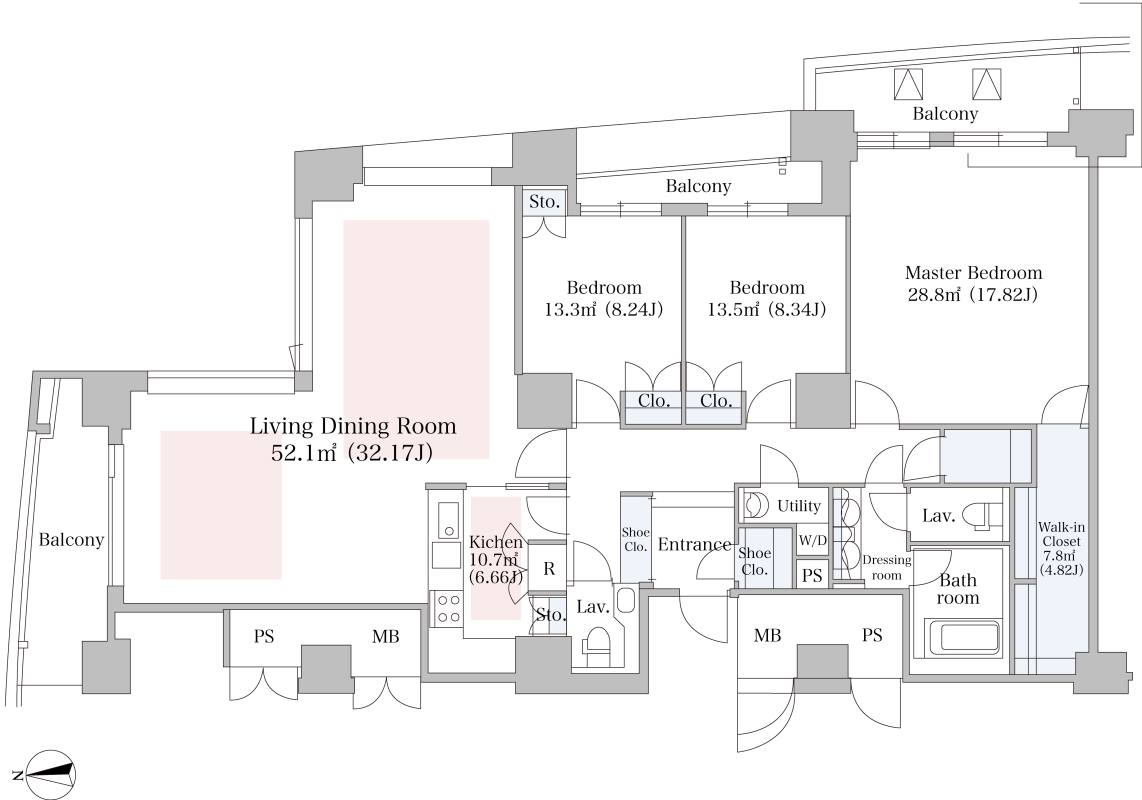 Balcony
Balcony
Sto.
Bedroom
13.3㎡ (8.24J)
Bedroom
13.5㎡ (8.34J)
Master Bedroom
28.8㎡ (17.82J)
Clo.
Clo.
Living Dining Room
52.1㎡ (32.17J)
Balcony
Kichen
10.7㎡
(6.66J)
R
Sto.
Lav.
Shoe
Clo.
Entrance
Shoe
Clo.
Utility
W/D
PS
Dressing
room
Lav.
Bath
room
Walk-in
Closet
7.8㎡
(4.82J)
PS
MB
MB
PS
N